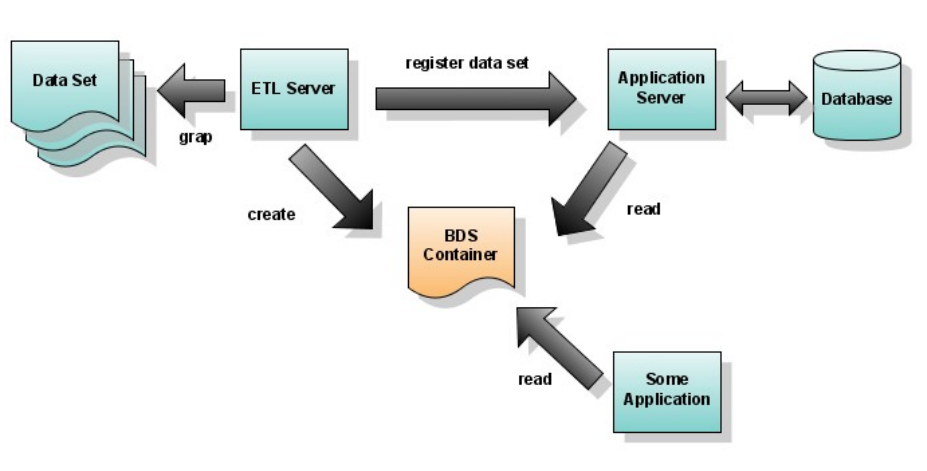 Data Set
ETL Server
register data set
Application
Server
Database
grap
create
read
BDS
Container
read
Some
Application